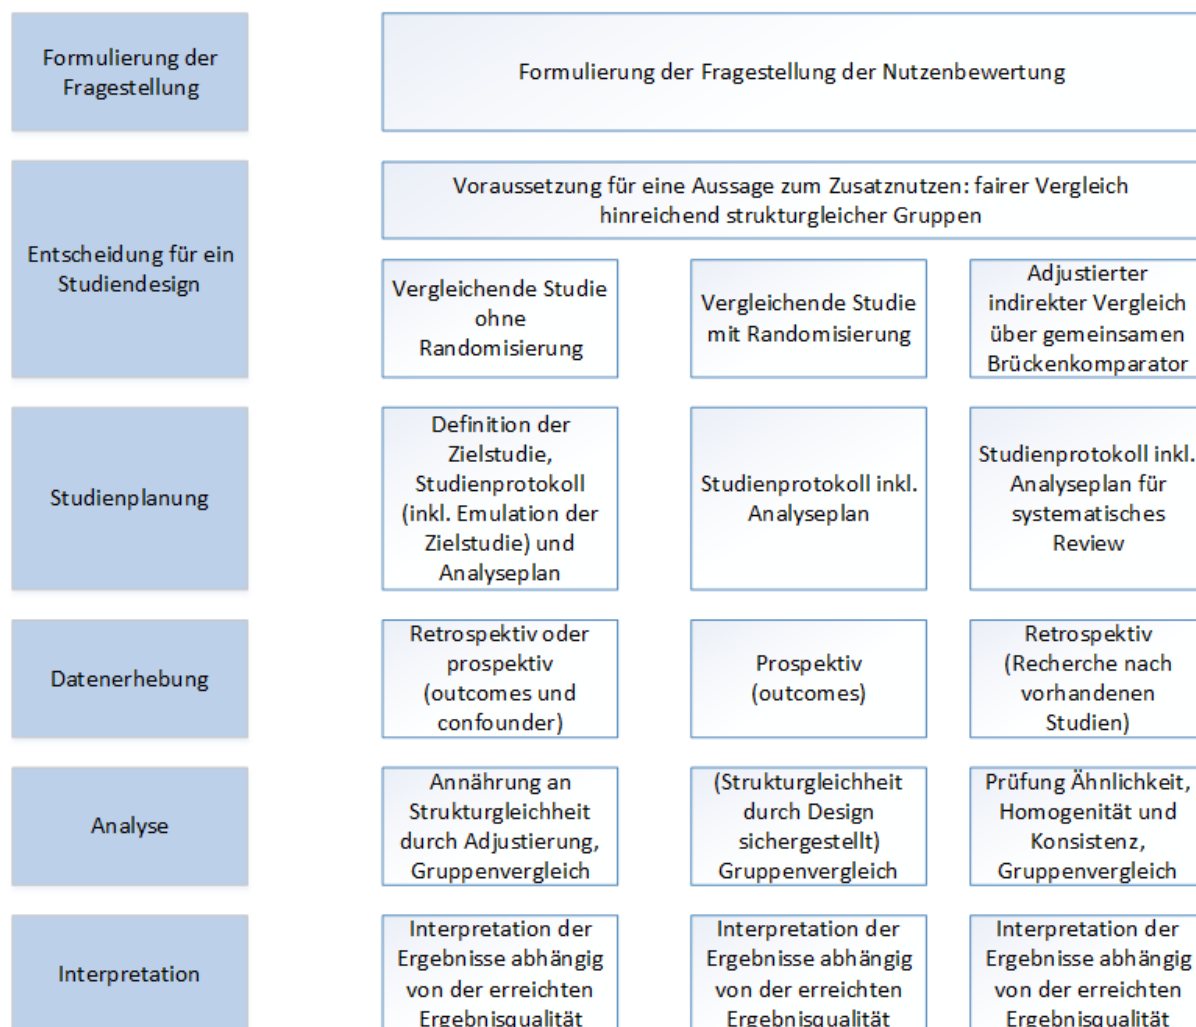 Formulierung der
Fragestellung
Formulierung der Fragestellung der Nutzenbewertung
Entscheidung für ein
Studiendesign
Voraussetzung für eine Aussage zum Zusatznutzen: fairer Vergleich
hinreichend strukturgleicher Gruppen
Vergleichende Studie
ohne
Randomisierung
Vergleichende Studie
mit Randomisierung
Adjustierter
indirekter Vergleich
über gemeinsamen
Brückenkomparator
Studienplanung
Definition der
Zielstudie,
Studienprotokoll
(inkl. Emulation der
Zielstudie) und
Analyseplan
Studienprotokoll inkl.
Analyseplan
Studienprotokoll inkl.
Analyseplan für
systematisches
Review
Datenerhebung
Retrospektiv oder
prospektiv
(outcomes und
confounder)
Prospektiv
(outcomes)
Retrospektiv
(Recherche nach
vorhandenen
Studien)
Analyse
Annährung an
Strukturgleichheit
durch Adjustierung,
Gruppenvergleich
(Strukturgleichheit
durch Design
sichergestellt)
Gruppenvergleich
Prüfung Ähnlichkeit,
Homogenität und
Konsistenz,
Gruppenvergleich
Interpretation
Interpretation der
Ergebnisse abhängig
von der erreichten
Ergebnisqualität
Interpretation der
Ergebnisse abhängig
von der erreichten
Ergebnisqualität
Interpretation der
Ergebnisse abhängig
von der erreichten
Ergebnisqualität